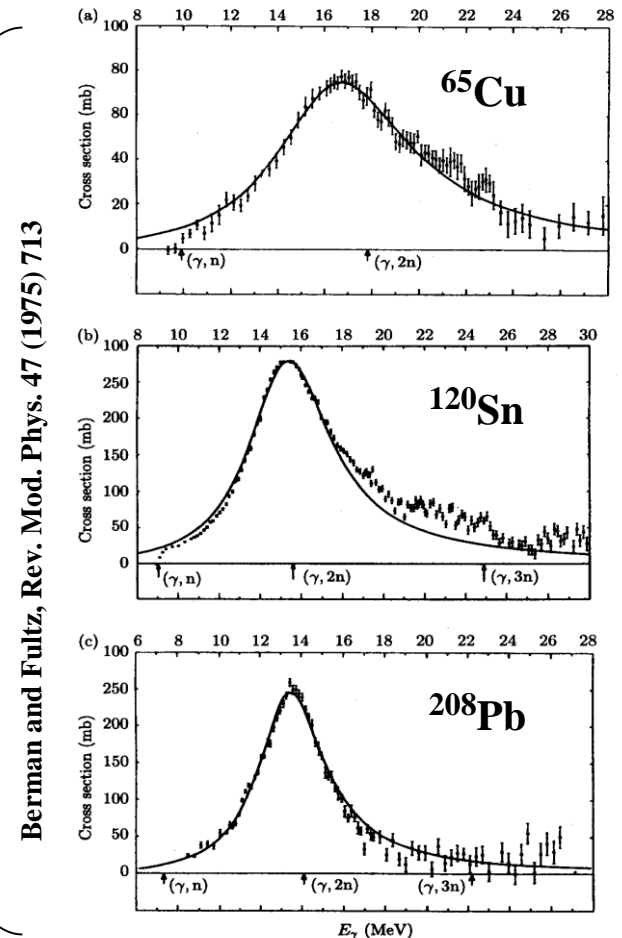 Berman and Fultz, Rev. Mod. Phys. 47 (1975) 713
(a) 8 10 12 14 16 18 20 22 24 26 28
100
80
60
40
20
0
Cross section (mb)
65Cu
(γ, n)
(γ, 2n)
(b) 8 10 12 14 16 18 20 22 24 26 28 30
300
250
200
150
100
50
0
Cross section (mb)
120Sn
(γ, n)
(γ, 2n)
(γ, 3n)
(c) 6 8 10 12 14 16 18 20 22 24 26 28
300
250
200
150
100
50
0
Cross section (mb)
208Pb
(γ, n)
(γ, 2n)
(γ, 3n)
Eγ (MeV)